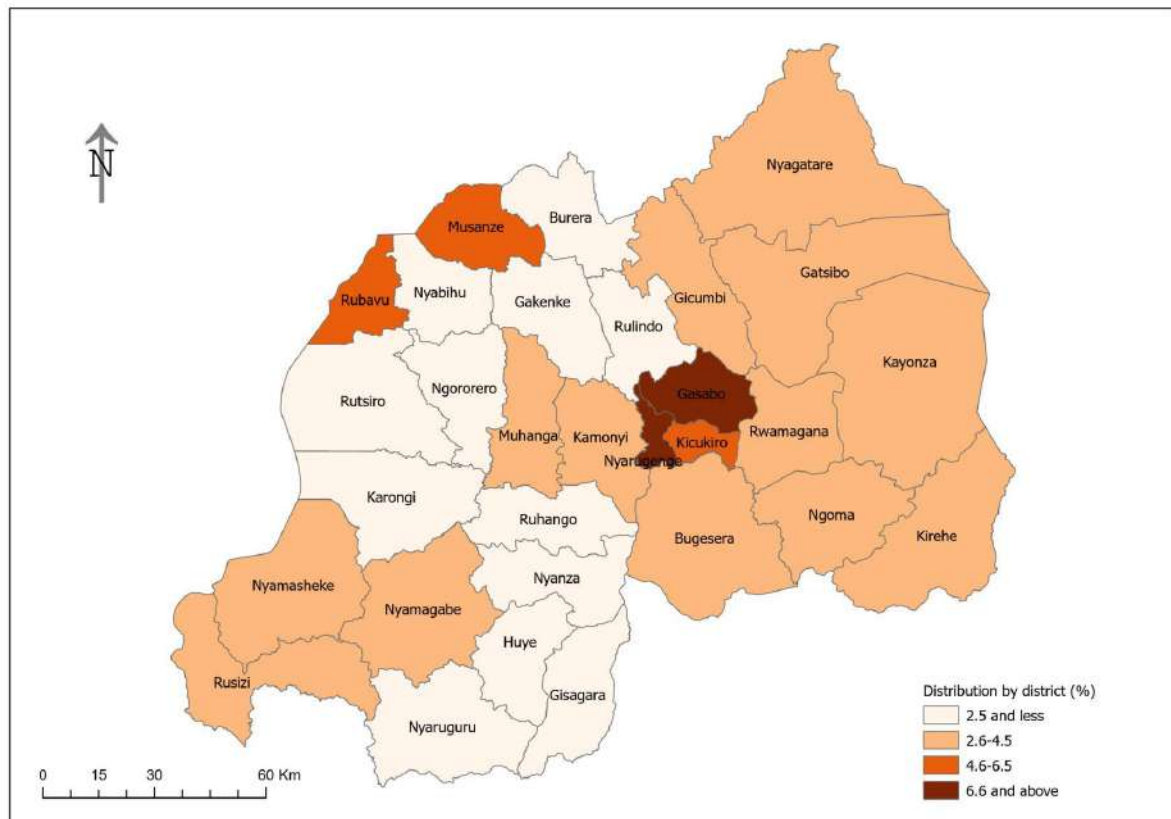 N
Nyagatare
Burera
Musanze
Gatsibo
Rubavu
Nyabihu
Gakenke
Gicumbi
Rulindo
Kayonza
Rutsiro
Ngororero
Gasabo
Muhanga
Kamonyi
Kicukiro
Rwamagana
Nyarugenge
Karongi
Ruhango
Ngoma
Bugesera
Kirehe
Nyanza
Nyamasheke
Nyamagabe
Huye
Rusizi
Gisagara
Nyaruguru
Distribution by district (%)
2.5 and less
2.6-4.5
4.6-6.5
6.6 and above
0 15 30 60 Km